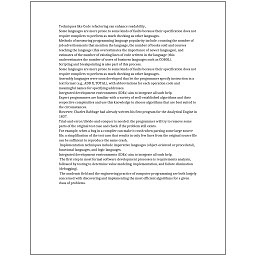 Techniques like Code refactoring can enhance readability.
Some languages are more prone to some kinds of faults because their specification does not
require compilers to perform as much checking as other languages.
Methods of measuring programming language popularity include: counting the number of
job advertisements that mention the language, the number of books sold and courses
teaching the language (this overestimates the importance of newer languages), and
estimates of the number of existing lines of code written in the language (this
underestimates the number of users of business languages such as COBOL).
Scripting and breakpointing is also part of this process.
Some languages are more prone to some kinds of faults because their specification does not
require compilers to perform as much checking as other languages.
Assembly languages were soon developed that let the programmer specify instruction in a
text format (e.g., ADD X, TOTAL), with abbreviations for each operation code and
meaningful names for specifying addresses.
Integrated development environments (IDEs) aim to integrate all such help.
Expert programmers are familiar with a variety of well-established algorithms and their
respective complexities and use this knowledge to choose algorithms that are best suited to
the circumstances.
However, Charles Babbage had already written his first program for the Analytical Engine in
1837.
Trial-and-error/divide-and-conquer is needed: the programmer will try to remove some
parts of the original test case and check if the problem still exists.
For example, when a bug in a compiler can make it crash when parsing some large source
file, a simplification of the test case that results in only few lines from the original source file
can be sufficient to reproduce the same crash.
Implementation techniques include imperative languages (object-oriented or procedural),
functional languages, and logic languages.
Integrated development environments (IDEs) aim to integrate all such help.
The first step in most formal software development processes is requirements analysis,
followed by testing to determine value modeling, implementation, and failure elimination
(debugging).
The academic field and the engineering practice of computer programming are both largely
concerned with discovering and implementing the most efficient algorithms for a given
class of problems.